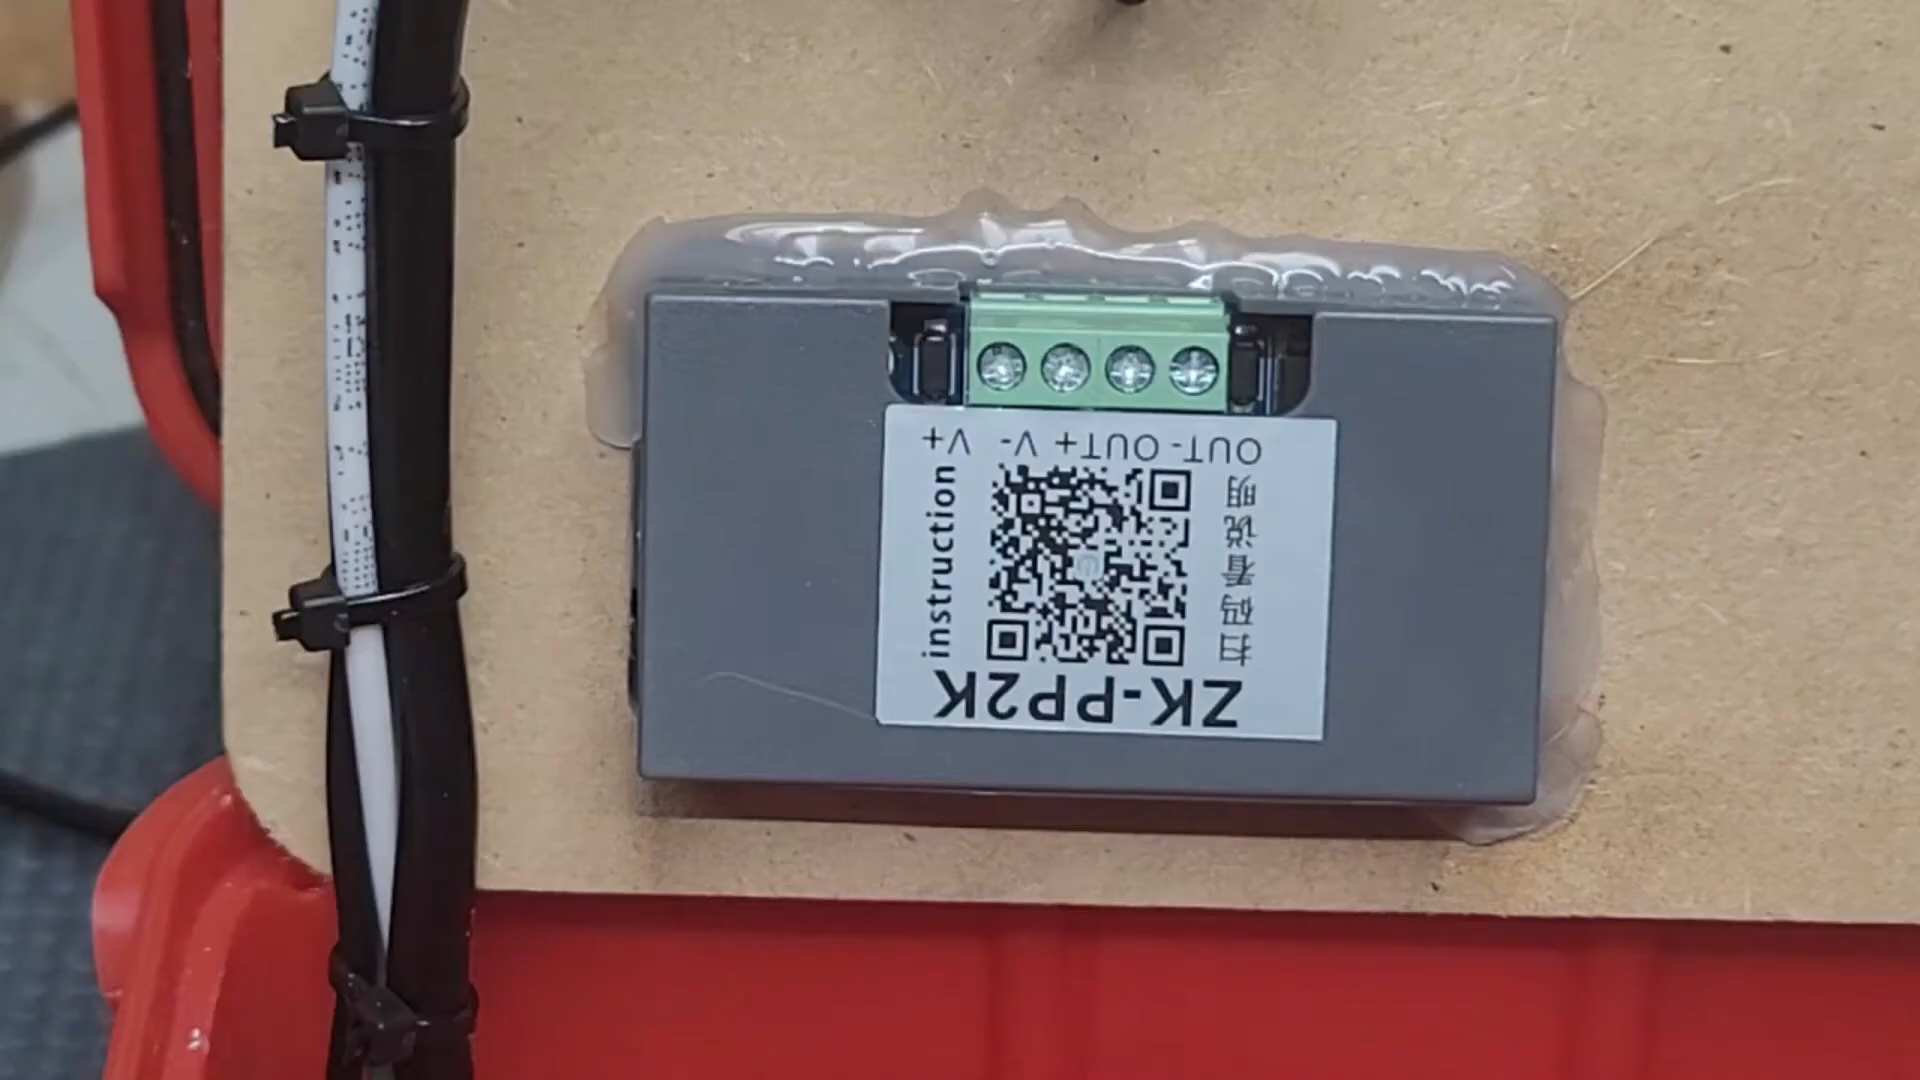 ZK-PP2K
扫码看说明
instruction
OUT- OUT+ V- V+